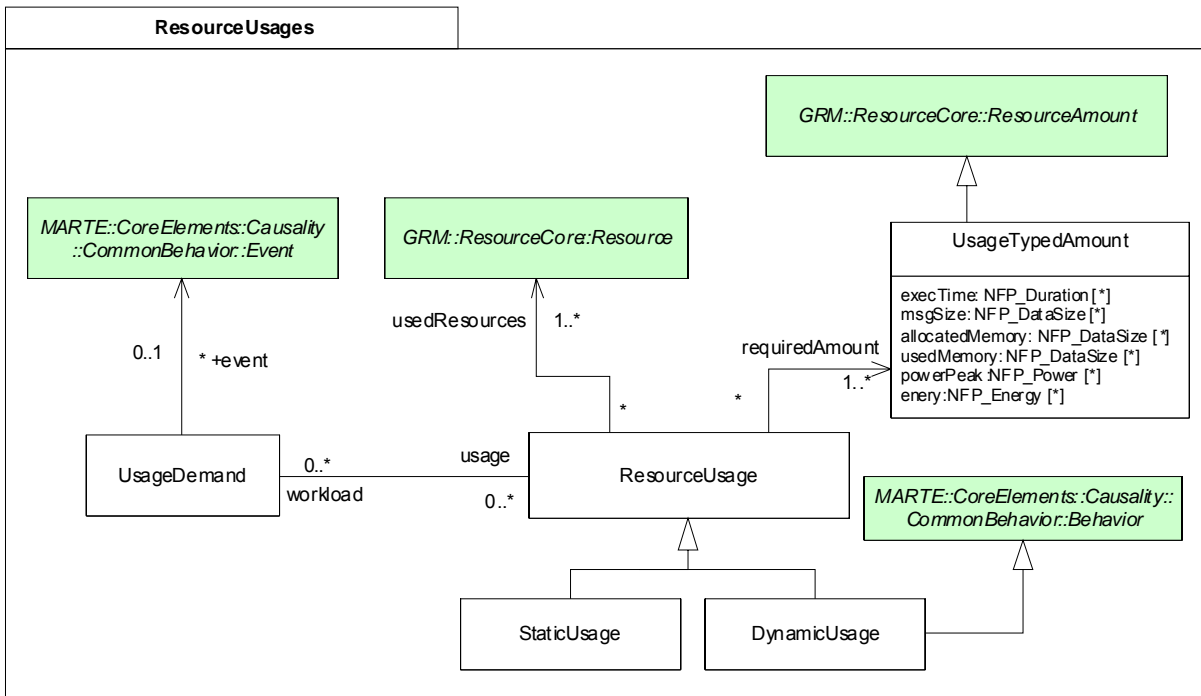 ResourceUsages
GRM::ResourceCore::ResourceAmount
MARTE::CoreElements::Causality
::CommonBehavior::Event
GRM::ResourceCore::Resource
UsageTypedAmount
execTime: NFP_Duration[*]
msgSize: NFP_DataSize[*]
allocatedMemory: NFP_DataSize [*]
usedMemory: NFP_DataSize [*]
powerPeak:NFP_Power [*]
enery:NFP_Energy [*]
usedResources
1..*
0..1
* +event
requiredAmount
1..*
*
*
UsageDemand
0..*
workload
usage
0..*
ResourceUsage
MARTE::CoreElements::Causality::
CommonBehavior::Behavior
StaticUsage
DynamicUsage